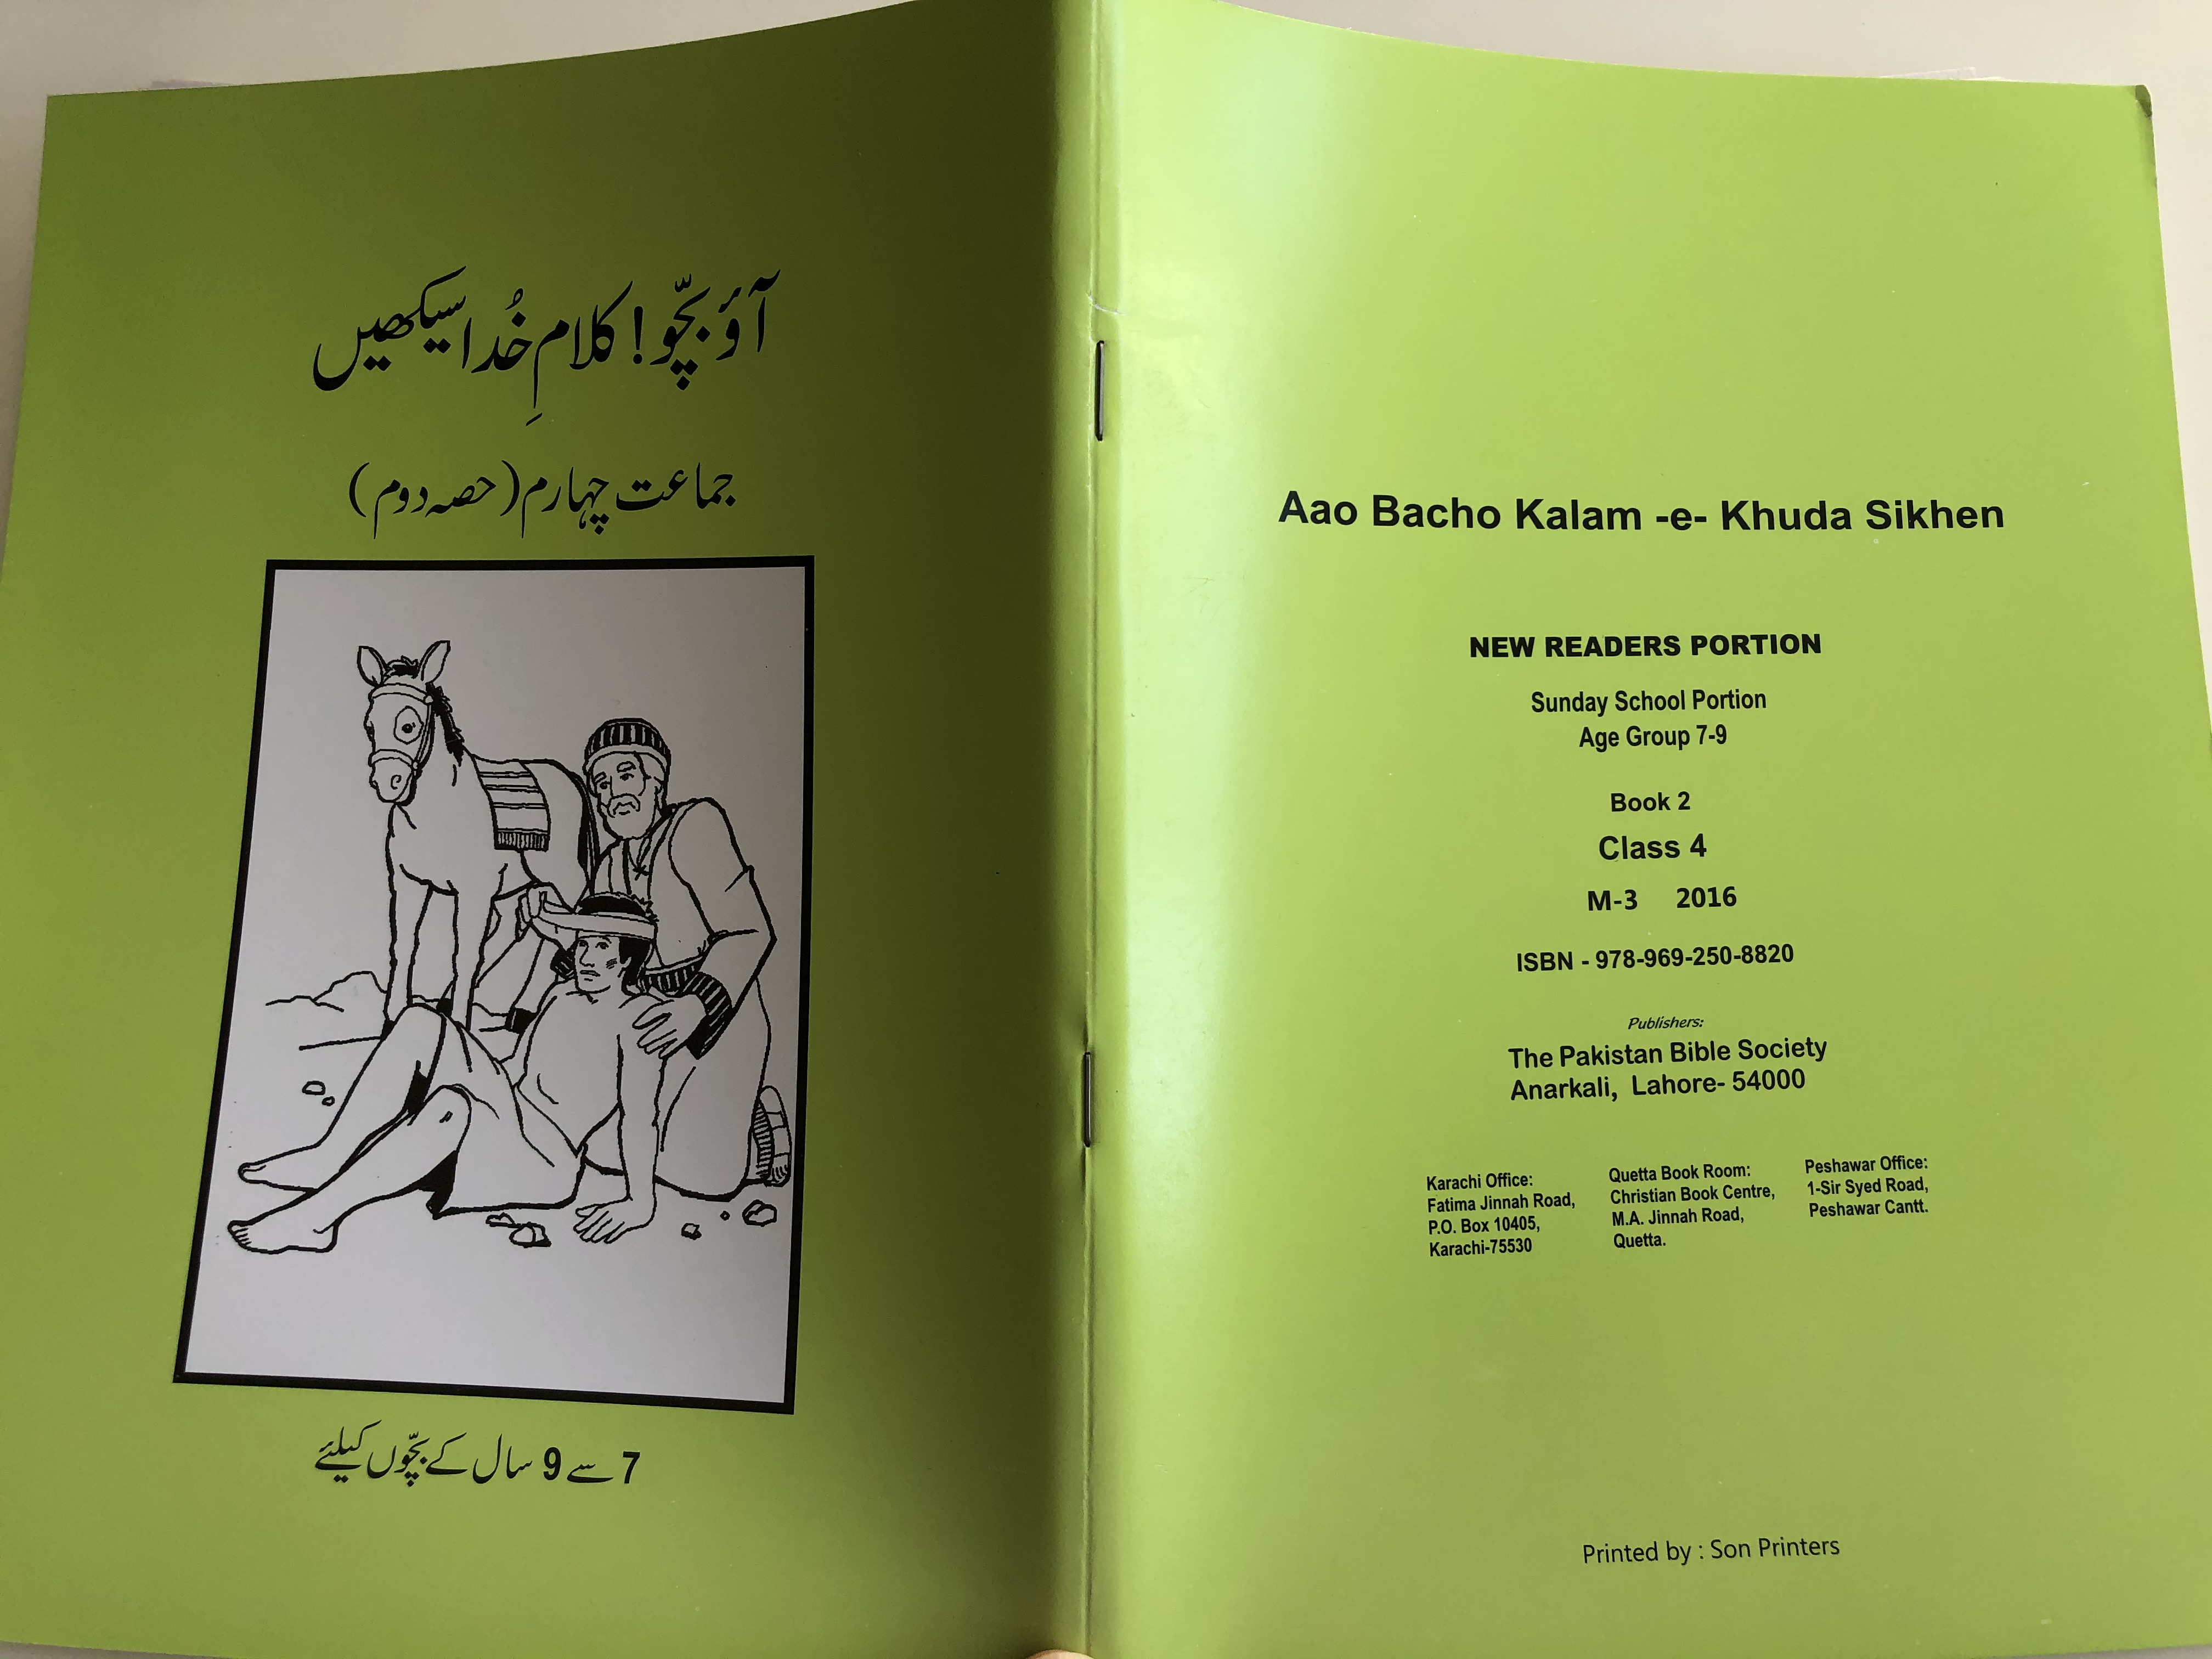 آؤ بچّو! کلامِ خُدا سیکھیں
جماعت چہارم (حصہ دوم)
7 سے 9 سال کے بچّوں کیلئے
Aao Bacho Kalam -e- Khuda Sikhen
NEW READERS PORTION
Sunday School Portion
Age Group 7-9
Book 2
Class 4
M-3 2016
ISBN - 978-969-250-8820
Publishers:
The Pakistan Bible Society
Anarkali, Lahore- 54000
Karachi Office:
Fatima Jinnah Road,
P.O. Box 10405,
Karachi-75530
Quetta Book Room:
Christian Book Centre,
M.A. Jinnah Road,
Quetta.
Peshawar Office:
1-Sir Syed Road,
Peshawar Cantt.
Printed by : Son Printers